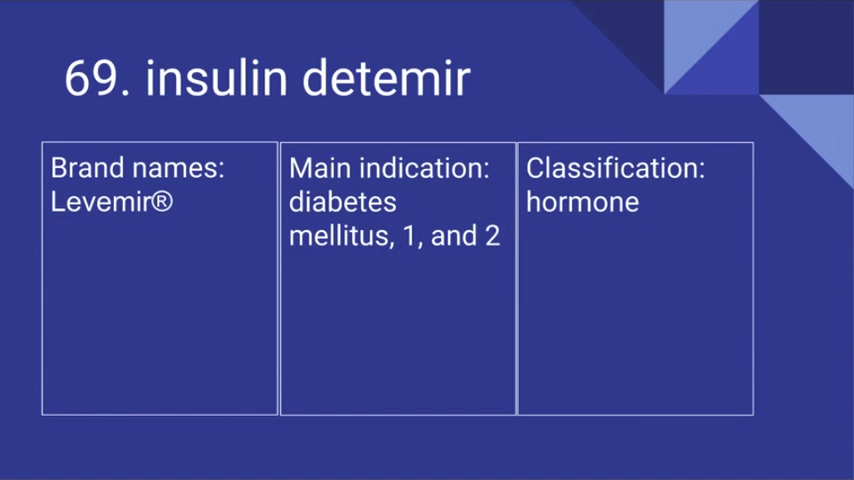 69. insulin detemir
Brand names:
Levemir®
Main indication:
diabetes
mellitus, 1, and 2
Classification:
hormone